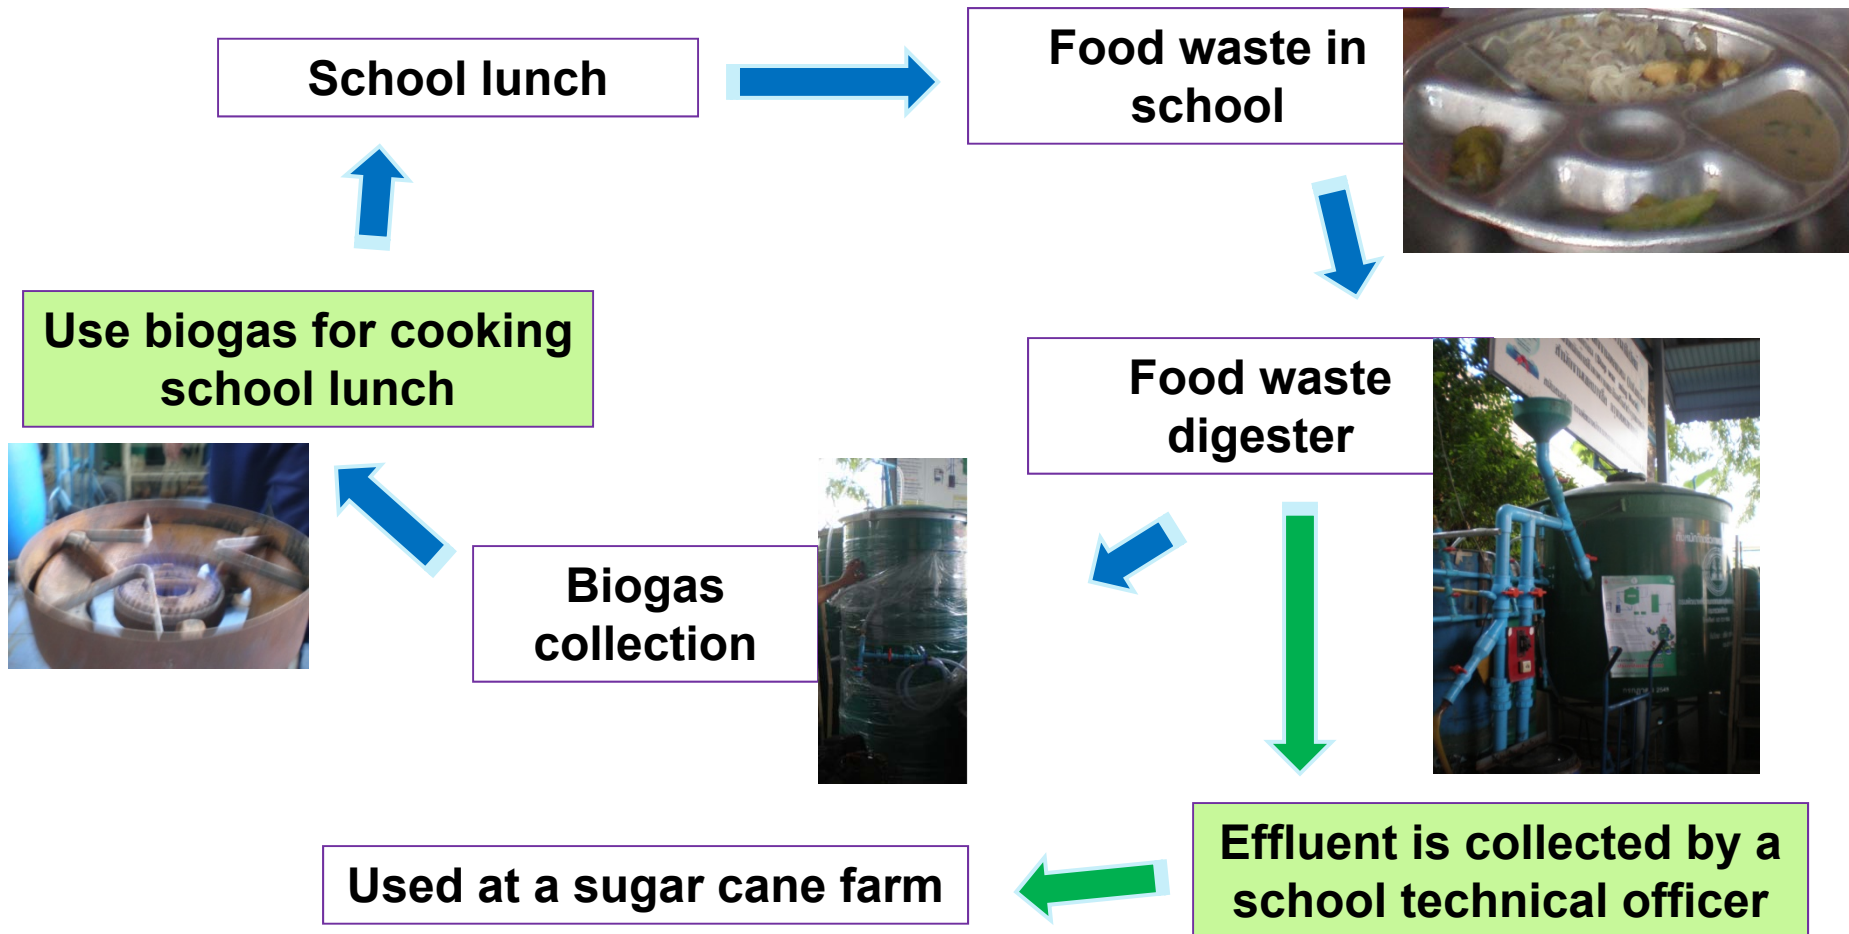 School lunch
Food waste in
school
Use biogas for cooking
school lunch
Food waste
digester
Biogas
collection
Used at a sugar cane farm
Effluent is collected by a
school technical officer